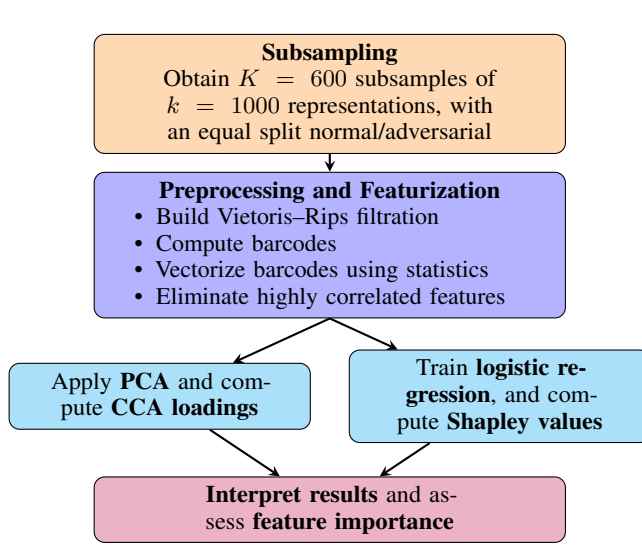 Subsampling
Obtain K = 600 subsamples of
k = 1000 representations, with
an equal split normal/adversarial
Preprocessing and Featurization
• Build Vietoris–Rips filtration
• Compute barcodes
• Vectorize barcodes using statistics
• Eliminate highly correlated features
Apply PCA and com-
pute CCA loadings
Train logistic re-
gression, and com-
pute Shapley values
Interpret results and as-
sess feature importance